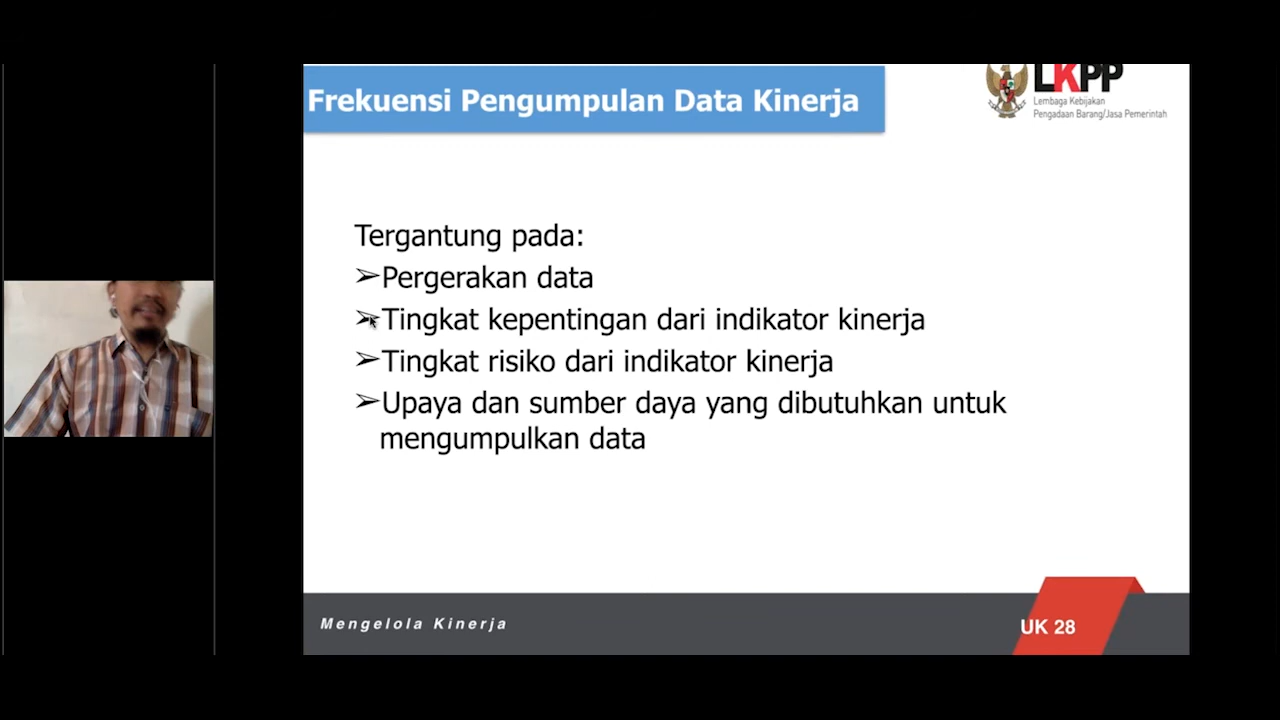 Frekuensi Pengumpulan Data Kinerja
LKPP
Lembaga Kebijakan
Pengadaan Barang/Jasa Pemerintah
Tergantung pada:
➢Pergerakan data
➢Tingkat kepentingan dari indikator kinerja
➢Tingkat risiko dari indikator kinerja
➢Upaya dan sumber daya yang dibutuhkan untuk
mengumpulkan data
Mengelola Kinerja
UK 28